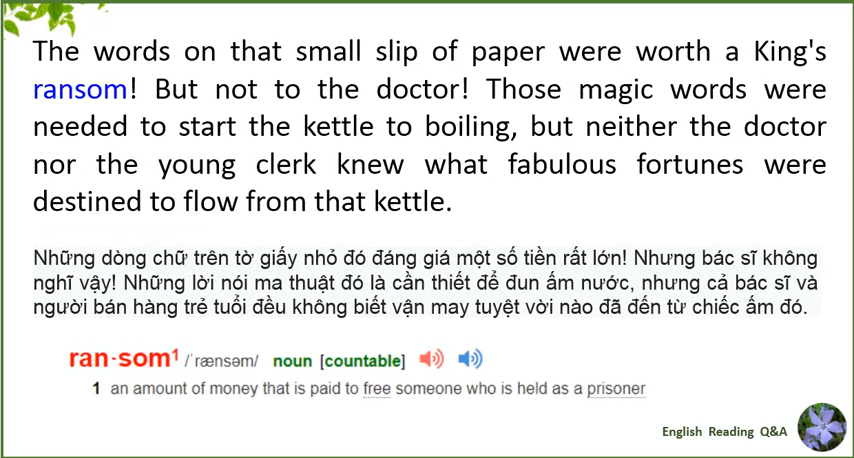 The words on that small slip of paper were worth a King's
ransom! But not to the doctor! Those magic words were
needed to start the kettle to boiling, but neither the doctor
nor the young clerk knew what fabulous fortunes were
destined to flow from that kettle.
Những dòng chữ trên tờ giấy nhỏ đó đáng giá một số tiền rất lớn! Nhưng bác sĩ không
nghĩ vậy! Những lời nói ma thuật đó là cần thiết để đun ấm nước, nhưng cả bác sĩ và
người bán hàng trẻ tuổi đều không biết vận may tuyệt vời nào đã đến từ chiếc ấm đó.
ran·som¹ /ˈrænsəm/ noun [countable]
1 an amount of money that is paid to free someone who is held as a prisoner
English Reading Q&A